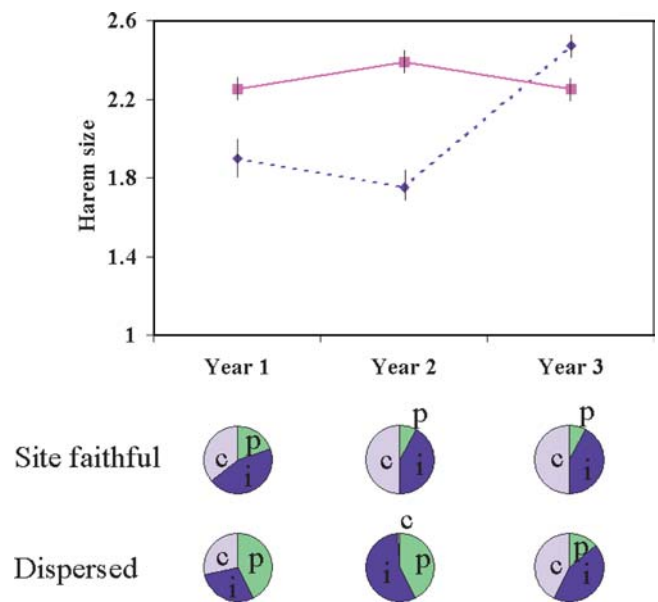 2.6
2.2
1.8
1.4
1
Harem size
Year 1 Year 2 Year 3
Site faithful
c p i
c p i
c p i
Dispersed
c p i
c p i
c p i